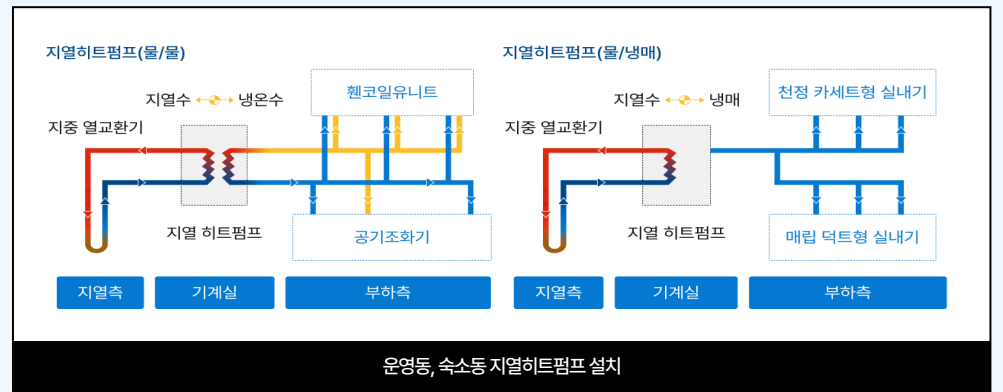 지열히트펌프(물/물)
지열수 냉온수
휀코일유니트
지중 열교환기
지열 히트펌프
공기조화기
지열측
기계실
부하측
지열히트펌프(물/냉매)
지열수 냉매
천정 카세트형 실내기
지중 열교환기
지열 히트펌프
매립 덕트형 실내기
지열측
기계실
부하측
운영동, 숙소동 지열히트펌프 설치